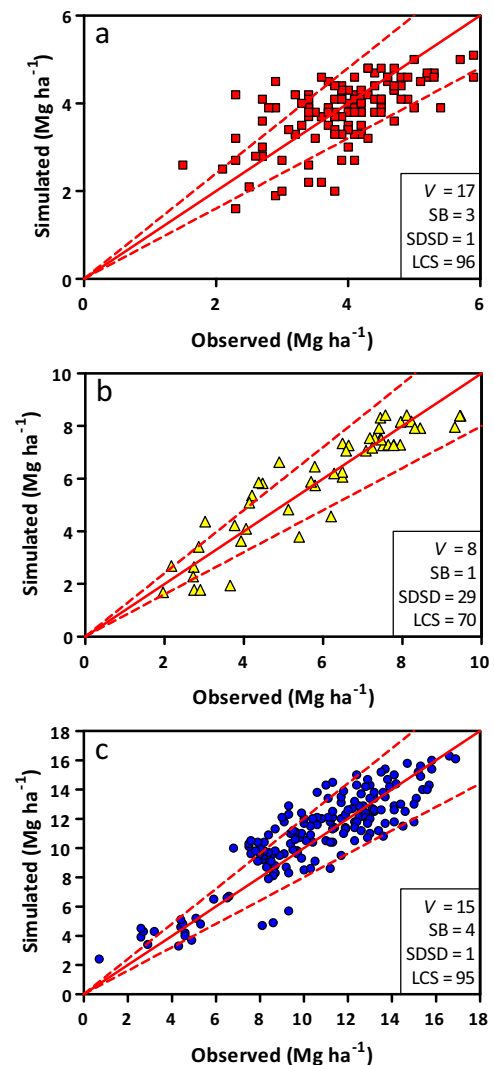 a
6
4
2
0
Simulated (Mg ha⁻¹)
V = 17
SB = 3
SDSD = 1
LCS = 96
0 2 4 6
Observed (Mg ha⁻¹)
b
10
8
6
4
2
0
Simulated (Mg ha⁻¹)
V = 8
SB = 1
SDSD = 29
LCS = 70
0 2 4 6 8 10
Observed (Mg ha⁻¹)
c
18
16
14
12
10
8
6
4
2
0
Simulated (Mg ha⁻¹)
V = 15
SB = 4
SDSD = 1
LCS = 95
0 2 4 6 8 10 12 14 16 18
Observed (Mg ha⁻¹)